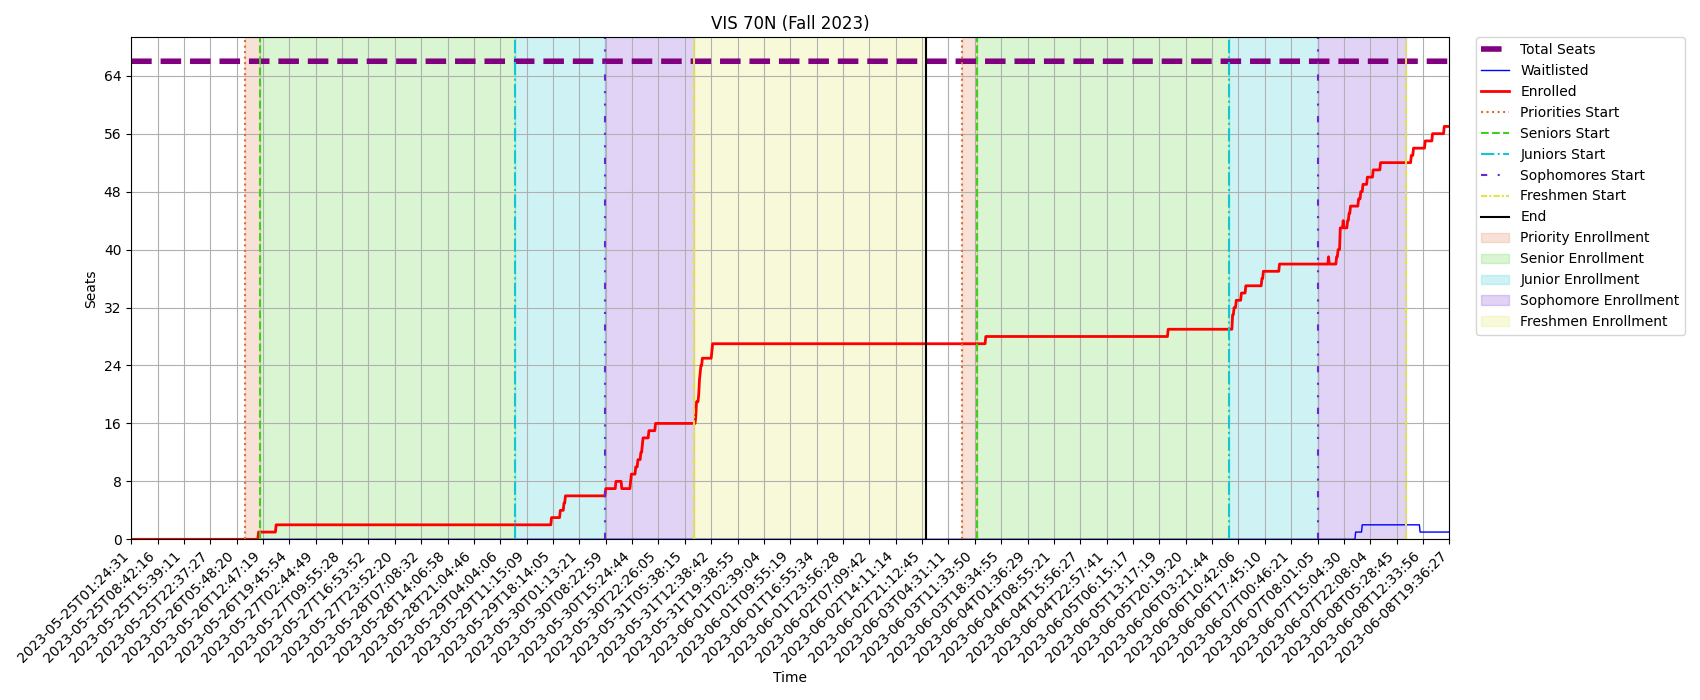 VIS 70N (Fall 2023)
Seats
64
56
48
40
32
24
16
8
0
2023-05-25T01:24:31
2023-05-25T08:42:16
2023-05-25T15:39:11
2023-05-25T22:37:27
2023-05-26T05:48:20
2023-05-26T12:47:19
2023-05-26T19:45:54
2023-05-27T02:44:49
2023-05-27T09:55:28
2023-05-27T16:53:52
2023-05-27T23:52:20
2023-05-28T07:08:32
2023-05-28T14:06:58
2023-05-28T21:04:46
2023-05-29T04:04:06
2023-05-29T11:15:09
2023-05-29T18:14:05
2023-05-30T01:13:21
2023-05-30T08:22:59
2023-05-30T15:24:44
2023-05-30T22:26:05
2023-05-31T05:38:15
2023-05-31T12:38:42
2023-05-31T19:38:55
2023-06-01T02:39:04
2023-06-01T09:55:19
2023-06-01T16:55:34
2023-06-01T23:56:28
2023-06-02T07:09:42
2023-06-02T14:11:14
2023-06-02T21:12:45
2023-06-03T04:31:11
2023-06-03T11:33:50
2023-06-03T18:34:55
2023-06-04T01:36:29
2023-06-04T08:55:21
2023-06-04T15:56:27
2023-06-04T22:57:41
2023-06-05T06:15:17
2023-06-05T13:17:19
2023-06-05T20:19:20
2023-06-06T03:21:44
2023-06-06T10:42:06
2023-06-06T17:45:10
2023-06-07T00:46:21
2023-06-07T08:01:05
2023-06-07T15:04:30
2023-06-07T22:08:04
2023-06-08T05:28:45
2023-06-08T12:33:56
2023-06-08T19:36:27
Time
Total Seats
Waitlisted
Enrolled
Priorities Start
Seniors Start
Juniors Start
Sophomores Start
Freshmen Start
End
Priority Enrollment
Senior Enrollment
Junior Enrollment
Sophomore Enrollment
Freshmen Enrollment